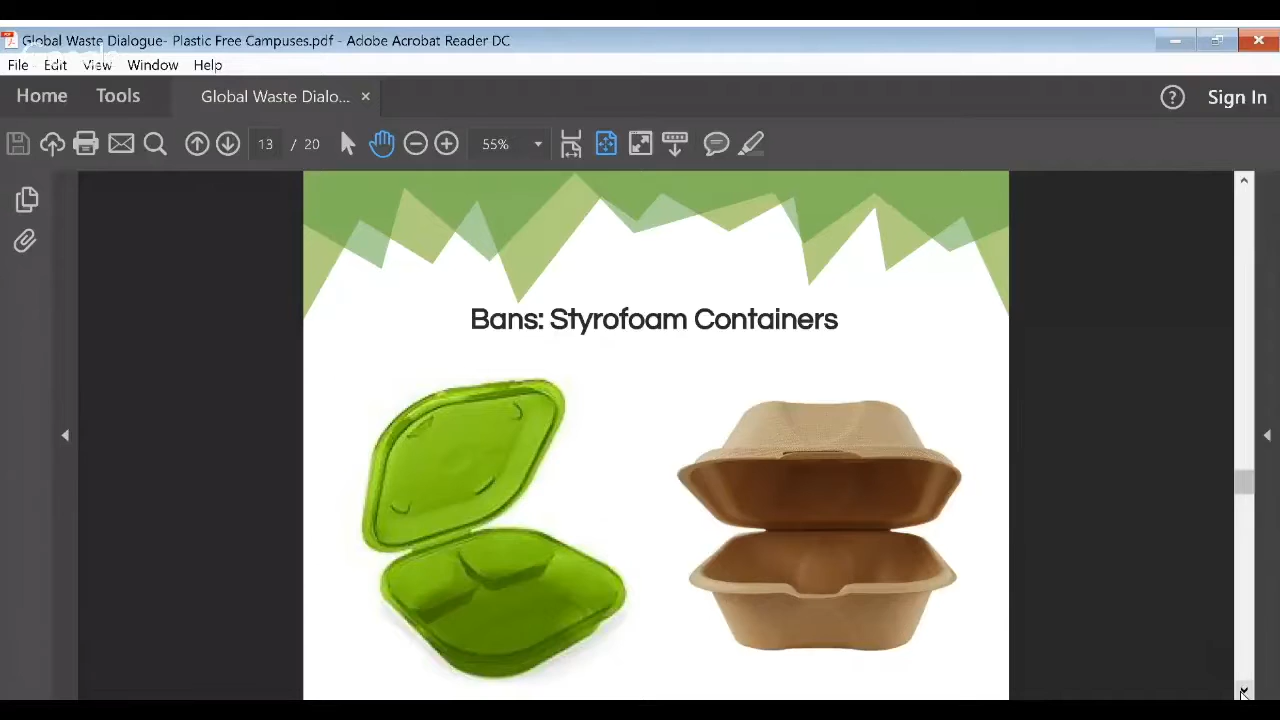 Global Waste Dialogue- Plastic Free Campuses.pdf - Adobe Acrobat Reader DC
File Edit View Window Help
Home Tools Global Waste Dialo... × ? Sign In
13 / 20 55%
Bans: Styrofoam Containers